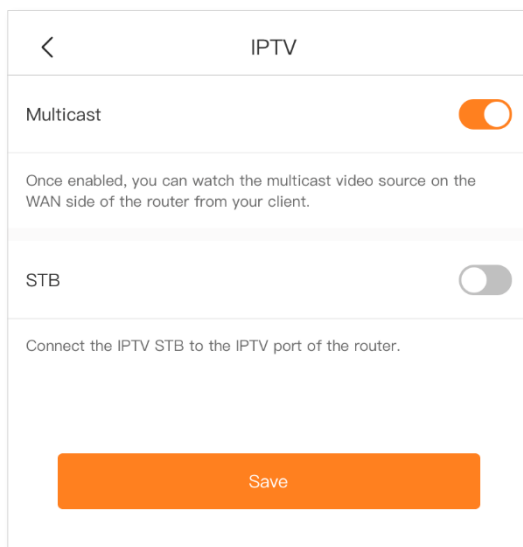 IPTV
Multicast
Once enabled, you can watch the multicast video source on the
WAN side of the router from your client.
STB
Connect the IPTV STB to the IPTV port of the router.
Save